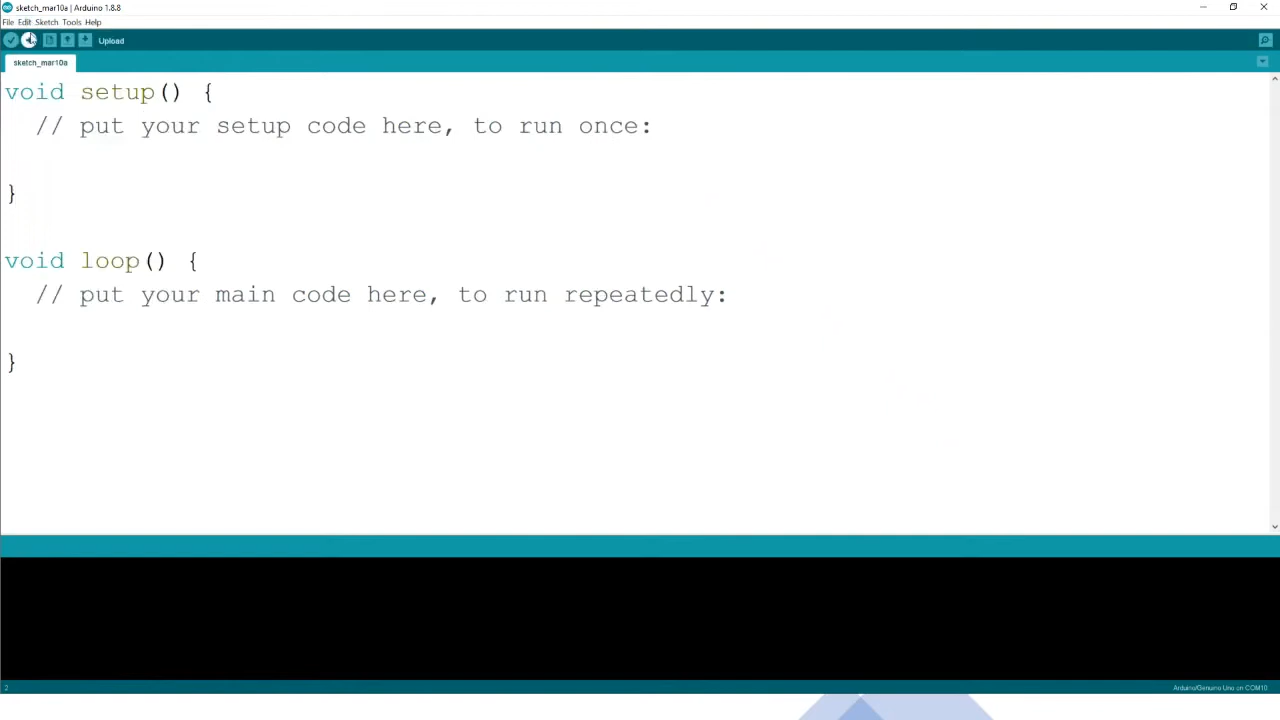 sketch_mar10a | Arduino 1.8.8
File Edit Sketch Tools Help
Upload
sketch_mar10a
void setup() {
  // put your setup code here, to run once:
}
void loop() {
  // put your main code here, to run repeatedly:
}
2
Arduino/Genuino Uno on COM10